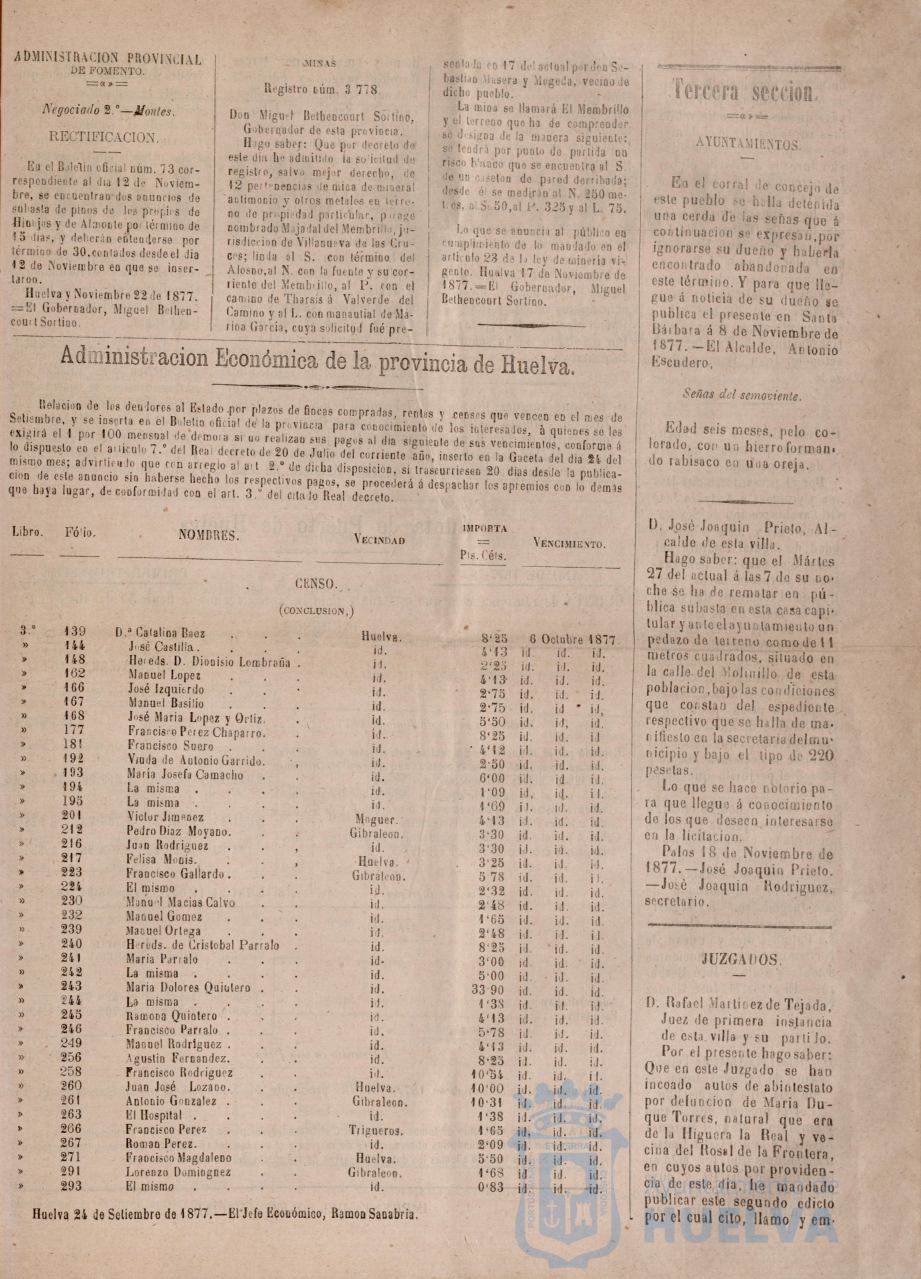 ADMINISTRACION PROVINCIAL
DE FOMENTO.
Negociado 2.º—Montes.
RECTIFICACION.
En el Boletin oficial núm. 73 cor-
respondiente al dia 12 de Noviem-
bre, se encuentran dos anuncios de
subasta de pinos de los propios de
Hinojos y de Almonte por término de
15 dias, y deberán entenderse por
término de 30, contados desde el dia
12 de Noviembre en que se inser-
taron.
Huelva y Noviembre 22 de 1877.
=El Gobernador, Miguel Bethen-
court Sortino.
MINAS
Registro núm. 3 778
Don Miguel Bethencourt Sortino,
Gobernador de esta provincia.
Hago saber: Que por decreto de
este dia he admitido la solicitud de
registro, salvo mejor derecho, de
12 pertenencias de mina de mineral
antimonio y otros metales en terre-
no de propiedad particular, parage
nombrado Majadal del Membrillo, ju-
risdiccion de Villanueva de las Cru-
ces; linda al S. con término del
Alosno, al N. con la fuente y su cor-
riente del Membrillo, al P. con el
camino de Tharsis á Valverde del
Camino y al L. con manantial de Ma-
rina Garcia, cuya solicitud fué pre-
sentada en 17 del actual por don Se-
bastian Masera y Mogeda, vecino de
dicho pueblo.
La mina se llamará El Membrillo
y el terreno que ha de comprender
se designa de la manera siguiente:
se tendrá por punto de partida un
risco blanco que se encuentra al S.
de un caseton de pared derribada;
desde él se medirán al N. 250 me-
tros, al S. 50, al P. 325 y al L. 75.
Lo que se anuncia al público en
cumplimiento de lo mandado en el
artículo 23 de la ley de mineria vi-
gente. Huelva 17 de Noviembre de
1877.=El Gobernador, Miguel
Bethencourt Sortino.
Administracion Económica de la provincia de Huelva.
Relacion de los deudores al Estado por plazos de fincas compradas, rentas y censos que vencen en el mes de
Setiembre, y se inserta en el Boletin oficial de la provincia para conocimiento de los interesados, á quienes se les
exigirá el 1 por 100 mensual de demora si no realizan sus pagos al dia siguiente de sus vencimientos, conforme á
lo dispuesto en el artículo 7.º del Real decreto de 20 de Julio del corriente año, inserto en la Gaceta del dia 24 del
mismo mes; advirtiendo que con arreglo al art 2.º de dicha disposicion, si trascurriesen 20 dias desde la publica-
cion de este anuncio sin haberse hecho los respectivos pagos, se procederá á despachar los apremios con lo demás
que haya lugar, de conformidad con el art. 3.º del citado Real decreto.
Libro. Fólio. NOMBRES. VECINDAD IMPORTA = Pts. Céts. VENCIMIENTO.
CENSO.
(CONCLUSION,)
3.º 139 D.ª Catalina Baez Huelva. 8‘25 6 Octubre 1877.
» 144 José Castilla. id. 4‘13 id. id. id.
» 148 Hereds. D. Dionisio Lombraña id. 2‘25 id. id. id.
» 162 Manuel Lopez id. 4‘13 id. id. id.
» 166 José Izquierdo id. 2‘75 id. id. id.
» 167 Manuel Basilio id. 2‘75 id. id id,
» 168 José Maria Lopez y Ortiz. id. 5‘50 id. id. id.
» 177 Francisco Perez Chaparro. id. 8‘25 id. id. id.
» 181 Francisco Suero id. 4‘12 id. id. id.
» 192 Viuda de Antonio Garrido. id. 2‘50 id. id. id.
» 193 María Josefa Camacho id. 6‘00 id. id. id.
» 194 La misma id. 1‘09 id. id. id.
» 195 La misma id. 1‘69 id. id. id.
» 201 Victor Jimenez Moguer. 4‘13 id. id. id.
» 212 Pedro Diaz Moyano. Gibraleon. 3‘30 id. id. id.
» 216 Juan Rodriguez id. 3‘30 id. id. id.
» 217 Felisa Monis. Huelva. 3‘25 id. id. id.
» 223 Francisco Gallardo. Gibraleon. 5 78 id. id. id.
» 224 El mismo id. 2‘32 id. id. id.
» 230 Manuel Macias Calvo id. 2‘48 id. id. id.
» 232 Manuel Gomez id. 1‘65 id. id. id.
» 239 Manuel Ortega id. 2‘48 id. id. id.
» 240 Hereds. de Cristobal Parralo id. 8‘25 id. id. id.
» 241 Maria Parralo id. 3‘00 id. id. id.
» 242 La misma id. 5‘00 id. id. id.
» 243 Maria Dolores Quintero id. 33 90 id. id. id.
» 244 La misma id. 1‘38 id. id. id.
» 245 Ramona Quintero id. 4‘13 id. id. id.
» 246 Francisco Parralo id. 5‘78 id. id. id.
» 249 Manuel Rodriguez id. 4‘13 id. id. id.
» 256 Agustin Fernandez. id. 8‘25 id. id. id.
» 258 Francisco Rodriguez id. 10‘54 id. id. id.
» 260 Juan José Lozano. Huelva. 10‘00 id. id. id.
» 261 Antonio Gonzalez Gibraleon. 10‘31 id. id. id.
» 263 El Hospital id. 1‘38 id. id. id.
» 266 Francisco Perez Trigueros. 1‘65 id, id. id.
» 267 Roman Perez. id. 2‘09 id. id. id.
» 271 Francisco Magdaleno Huelva. 5‘50 id. id. id.
» 291 Lorenzo Dominguez Gibraleon. 1‘68 id. id. id.
» 293 El mismo id. 0‘83 id. id. id.
Huelva 24 de Setiembre de 1877.—El Jefe Económico, Ramon Sanabria.
Tercera seccion.
AYUNTAMIENTOS.
En el corral de concejo de
este pueblo se halla detenida
una cerda de las señas que á
continuacion se expresan, por
ignorarse su dueño y haberla
encontrado abandonada en
este término. Y para que lle-
gue á noticia de su dueño se
publica el presente en Santa
Bárbara á 8 de Noviembre de
1877.—El Alcalde, Antonio
Escudero,
Señas del semoviente.
Edad seis meses, pelo co-
lorado, con un hierro forman-
do rabisaco en una oreja.
D. José Joaquin Prieto, Al-
calde de esta villa.
Hago saber: que el Mártes
27 del actual á las 7 de su no-
che se ha de rematar en pú-
blica subasta en esta casa capi-
tular y ante el ayuntamiento un
pedazo de terreno como de 11
metros cuadrados, situado en
la calle del Molinillo de esta
poblacion, bajo las condiciones
que constan del espediente
respectivo que se halla de ma-
nifiesto en la secretaria del mu-
nicipio y bajo el tipo de 220
pesetas.
Lo que se hace notorio pa-
ra que llegue á conocimiento
de los que deseen interesarse
en la licitacion.
Palos 18 de Noviembre de
1877.—José Joaquin Prieto.
—José Joaquin Rodriguez,
secretario.
JUZGADOS.
D. Rafael Martinez de Tejada,
Juez de primera instancia
de esta villa y su partido.
Por el presente hago saber:
Que en este Juzgado se han
incoado autos de abintestato
por defuncion de Maria Du-
que Torres, natural que era
de la Higuera la Real y ve-
cina del Rosal de la Frontera,
en cuyos autos por providen-
cia de este dia, he mandado
publicar este segundo edicto
por el cual cito, llamo y em-
HUELVA